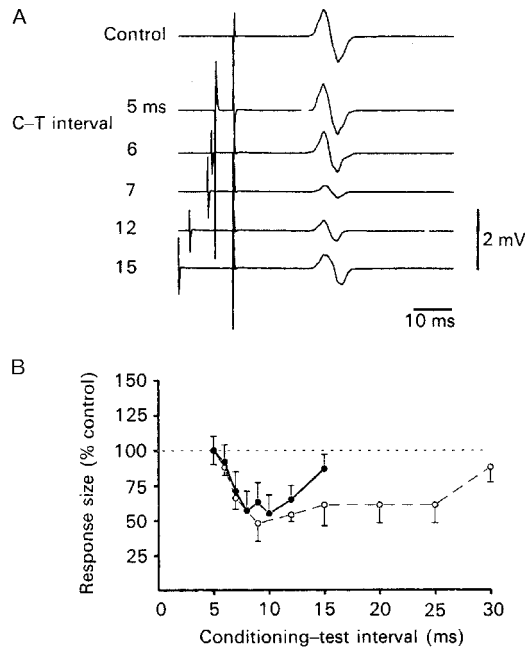 A
Control
5 ms
C–T interval
6
7
12
15
2 mV
10 ms
B
Response size (% control)
150
125
100
75
50
25
0 5 10 15 20 25 30
Conditioning–test interval (ms)